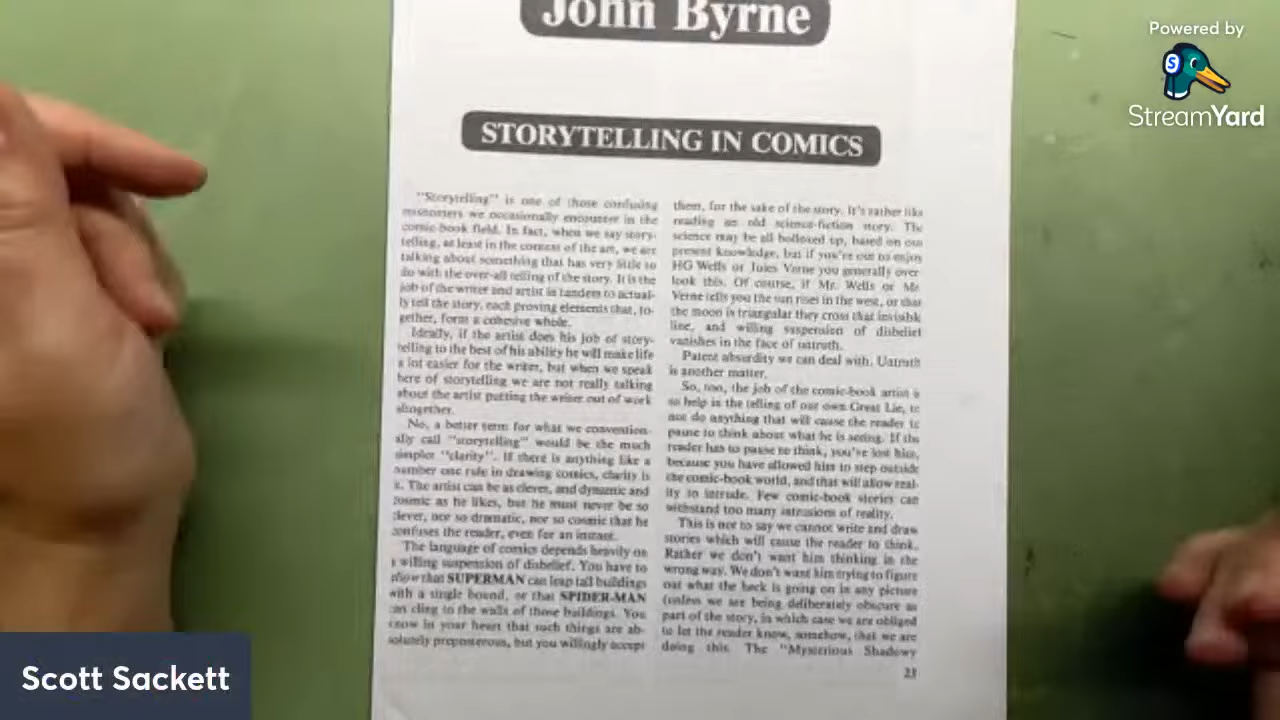 John Byrne
Powered by
StreamYard
STORYTELLING IN COMICS
"Storytelling" is one of those confusing
misnomers we occasionally encounter in the
comic-book field. In fact, when we say story-
telling, at least in the context of the art, we are
talking about something that has very little to
do with the over-all telling of the story. It is the
job of the writer and artist in tandem to actual-
ly tell the story, each proving elements that, to-
gether, form a cohesive whole.
Ideally, if the artist does his job of story-
telling to the best of his ability he will make life
a lot easier for the writer, but when we speak
here of storytelling we are not really talking
about the artist putting the writer out of work
altogether.
No, a better term for what we convention-
ally call "storytelling" would be the much
simpler "clarity". If there is anything like a
number one rule in drawing comics, clarity is
it. The artist can be as clever, and dynamic and
cosmic as he likes, but he must never be so
clever, nor so dramatic, nor so cosmic that he
confuses the reader, even for an instant.
The language of comics depends heavily on
a willing suspension of disbelief. You have to
allow that SUPERMAN can leap tall buildings
with a single bound, or that SPIDER-MAN
can cling to the walls of those buildings. You
know in your heart that such things are ab-
solutely preposterous, but you willingly accept
them, for the sake of the story. It's rather like
reading an old science-fiction story. The
science may be all bolloxed up, based on our
present knowledge, but if you're out to enjoy
HG Wells or Jules Verne you generally over
look this. Of course, if Mr. Wells or Mr.
Verne tells you the sun rises in the west, or that
the moon is triangular they cross that invisible
line, and willing suspension of disbelief
vanishes in the face of untruth.
Patent absurdity we can deal with. Untruth
is another matter.
So, too, the job of the comic-book artist is
to help in the telling of our own Great Lie, to
not do anything that will cause the reader to
pause to think about what he is seeing. If the
reader has to pause to think, you've lost him,
because you have allowed him to step outside
the comic-book world, and that will allow real-
ity to intrude. Few comic-book stories can
withstand too many intrusions of reality.
This is not to say we cannot write and draw
stories which will cause the reader to think.
Rather we don't want him thinking in the
wrong way. We don't want him trying to figure
out what the heck is going on in any picture
(unless we are being deliberately obscure as
part of the story, in which case we are obliged
to let the reader know, somehow, that we are
doing this. The "Mysterious Shadowy
23
Scott Sackett